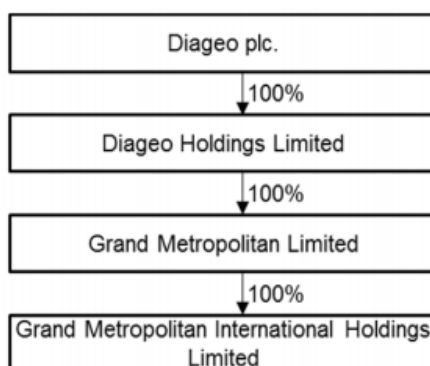 Diageo plc.
100%
Diageo Holdings Limited
100%
Grand Metropolitan Limited
100%
Grand Metropolitan International Holdings
Limited